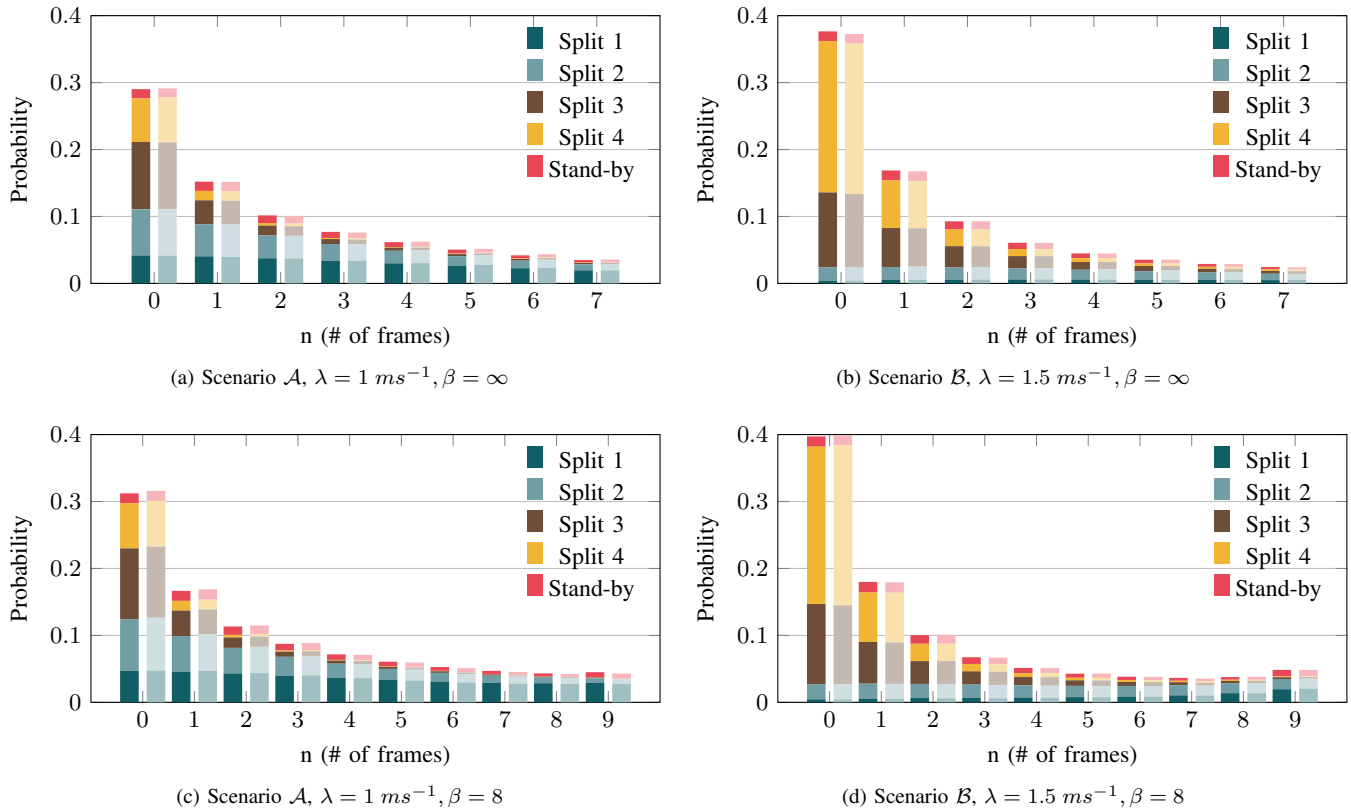 0.4
0.3
0.2
0.1
0
Probability
Split 1
Split 2
Split 3
Split 4
Stand-by
0 1 2 3 4 5 6 7
n (# of frames)
(a) Scenario 𝒜, λ = 1 ms⁻¹, β = ∞
0.4
0.3
0.2
0.1
0
Probability
Split 1
Split 2
Split 3
Split 4
Stand-by
0 1 2 3 4 5 6 7
n (# of frames)
(b) Scenario ℬ, λ = 1.5 ms⁻¹, β = ∞
0.4
0.3
0.2
0.1
0
Probability
Split 1
Split 2
Split 3
Split 4
Stand-by
0 1 2 3 4 5 6 7 8 9
n (# of frames)
(c) Scenario 𝒜, λ = 1 ms⁻¹, β = 8
0.4
0.3
0.2
0.1
0
Probability
Split 1
Split 2
Split 3
Split 4
Stand-by
0 1 2 3 4 5 6 7 8 9
n (# of frames)
(d) Scenario ℬ, λ = 1.5 ms⁻¹, β = 8